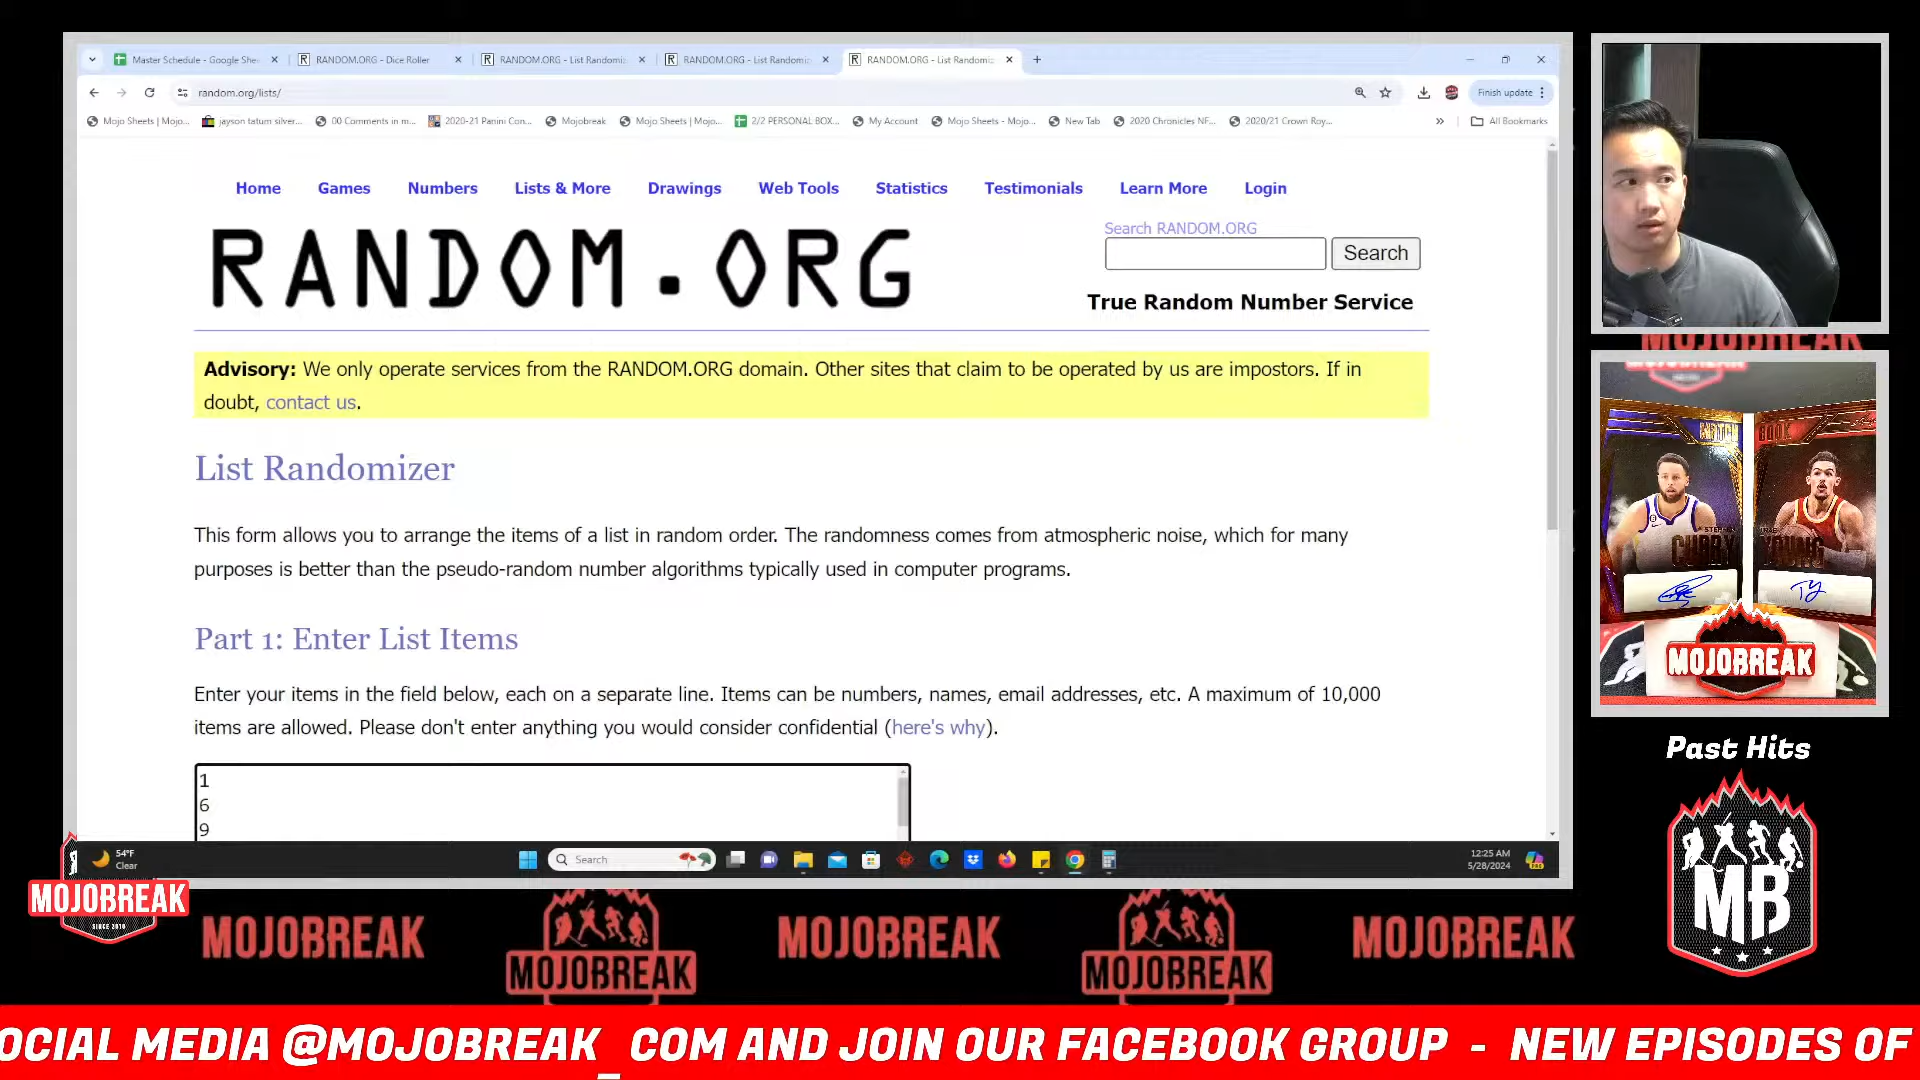 Master Schedule - Google She
RANDOM.ORG - Dice Roller
RANDOM.ORG - List Randomi
RANDOM.ORG - List Randomi
RANDOM.ORG - List Randomi
random.org/lists/
Finish update
Mojo Sheets | Mojo...
jayson tatum silver...
00 Comments in m...
2020-21 Panini Con...
Mojobreak
Mojo Sheets | Mojo...
2/2 PERSONAL BOX...
My Account
Mojo Sheets - Mojo...
New Tab
2020 Chronicles NF...
2020/21 Crown Roy...
All Bookmarks
Home Games Numbers Lists & More Drawings Web Tools Statistics Testimonials Learn More Login
RANDOM.ORG
Search RANDOM.ORG
Search
True Random Number Service
Advisory: We only operate services from the RANDOM.ORG domain. Other sites that claim to be operated by us are impostors. If in
doubt, contact us.
List Randomizer
This form allows you to arrange the items of a list in random order. The randomness comes from atmospheric noise, which for many
purposes is better than the pseudo-random number algorithms typically used in computer programs.
Part 1: Enter List Items
Enter your items in the field below, each on a separate line. Items can be numbers, names, email addresses, etc. A maximum of 10,000
items are allowed. Please don't enter anything you would consider confidential (here's why).
1
6
9
54°F
Clear
Search
12:25 AM
5/28/2024
BOOK
CURRY
YOUNG
MOJOBREAK
Past Hits
MB
MOJOBREAK
SINCE 2010
MOJOBREAK
MOJOBREAK
MOJOBREAK
MOJOBREAK
MOJOBREAK
OCIAL MEDIA @MOJOBREAK_COM AND JOIN OUR FACEBOOK GROUP - NEW EPISODES OF